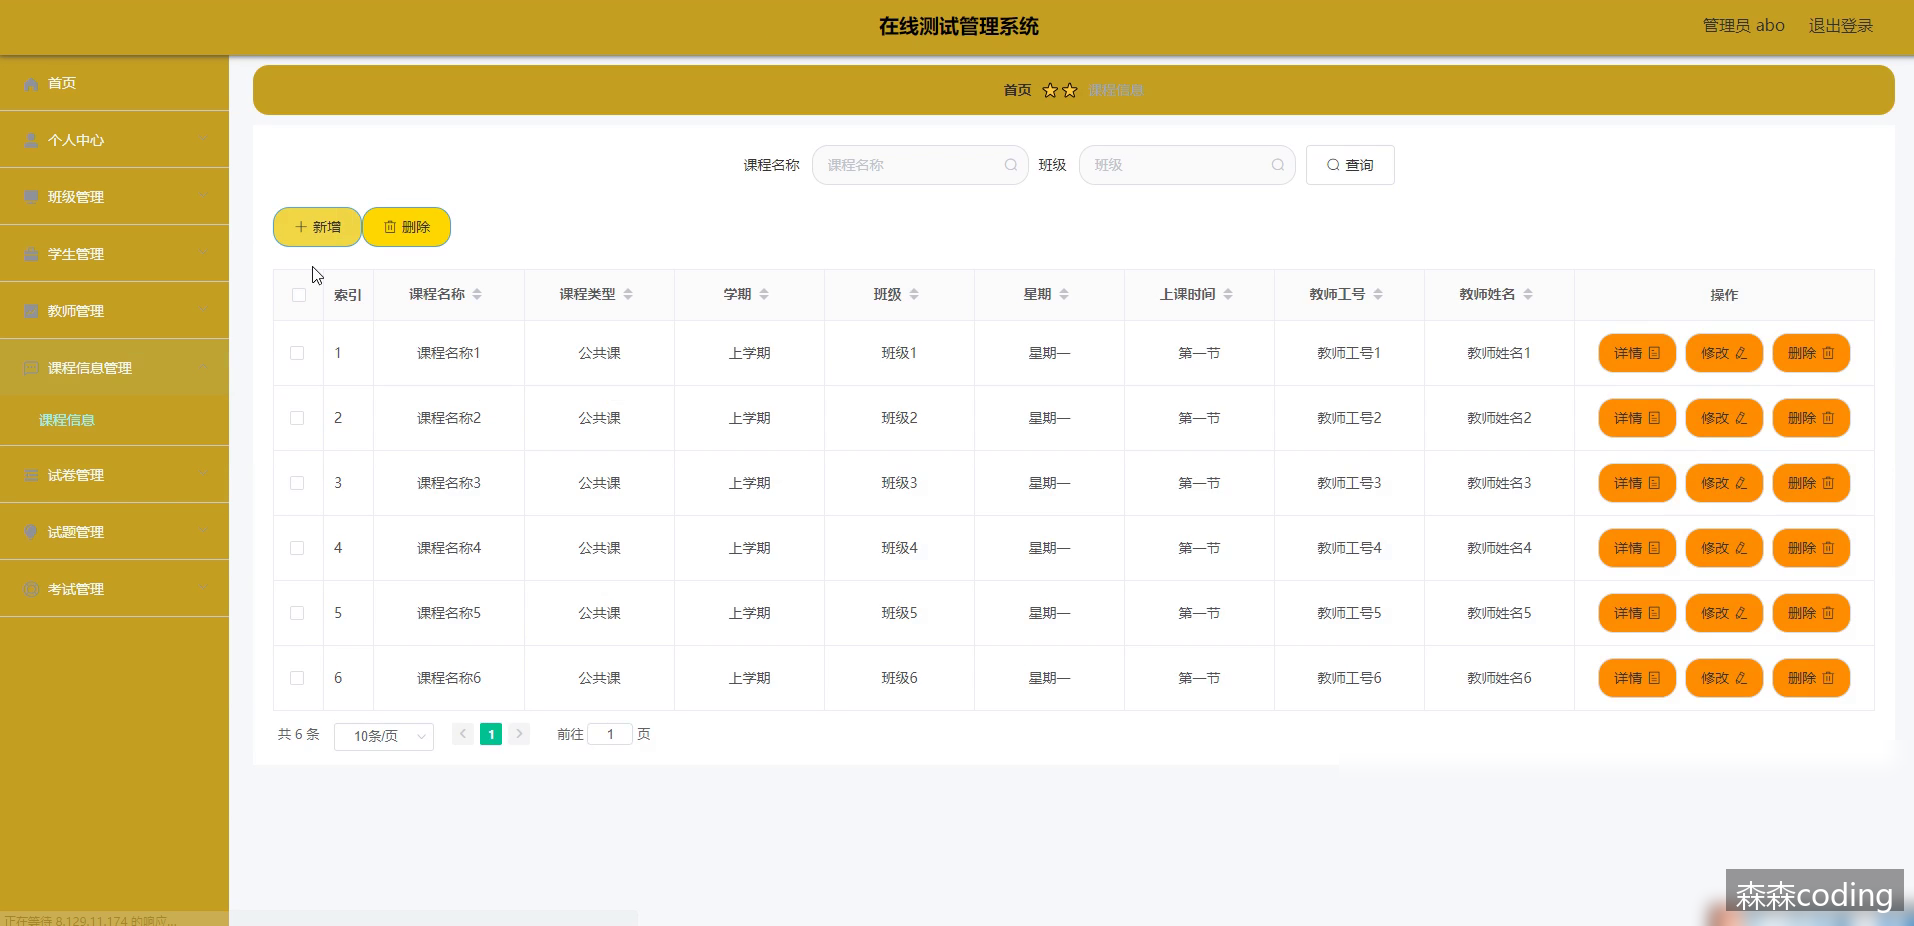 在线测试管理系统
管理员 abo 退出登录
首页
个人中心
班级管理
学生管理
教师管理
课程信息管理
课程信息
试卷管理
试题管理
考试管理
首页 课程信息
课程名称 课程名称 班级 班级 查询
新增 删除
索引 课程名称 课程类型 学期 班级 星期 上课时间 教师工号 教师姓名 操作
1 课程名称1 公共课 上学期 班级1 星期一 第一节 教师工号1 教师姓名1 详情 修改 删除
2 课程名称2 公共课 上学期 班级2 星期一 第一节 教师工号2 教师姓名2 详情 修改 删除
3 课程名称3 公共课 上学期 班级3 星期一 第一节 教师工号3 教师姓名3 详情 修改 删除
4 课程名称4 公共课 上学期 班级4 星期一 第一节 教师工号4 教师姓名4 详情 修改 删除
5 课程名称5 公共课 上学期 班级5 星期一 第一节 教师工号5 教师姓名5 详情 修改 删除
6 课程名称6 公共课 上学期 班级6 星期一 第一节 教师工号6 教师姓名6 详情 修改 删除
共 6 条 10条/页 1 前往 1 页
正在等待 8.129.11.174 的响应...
森森coding